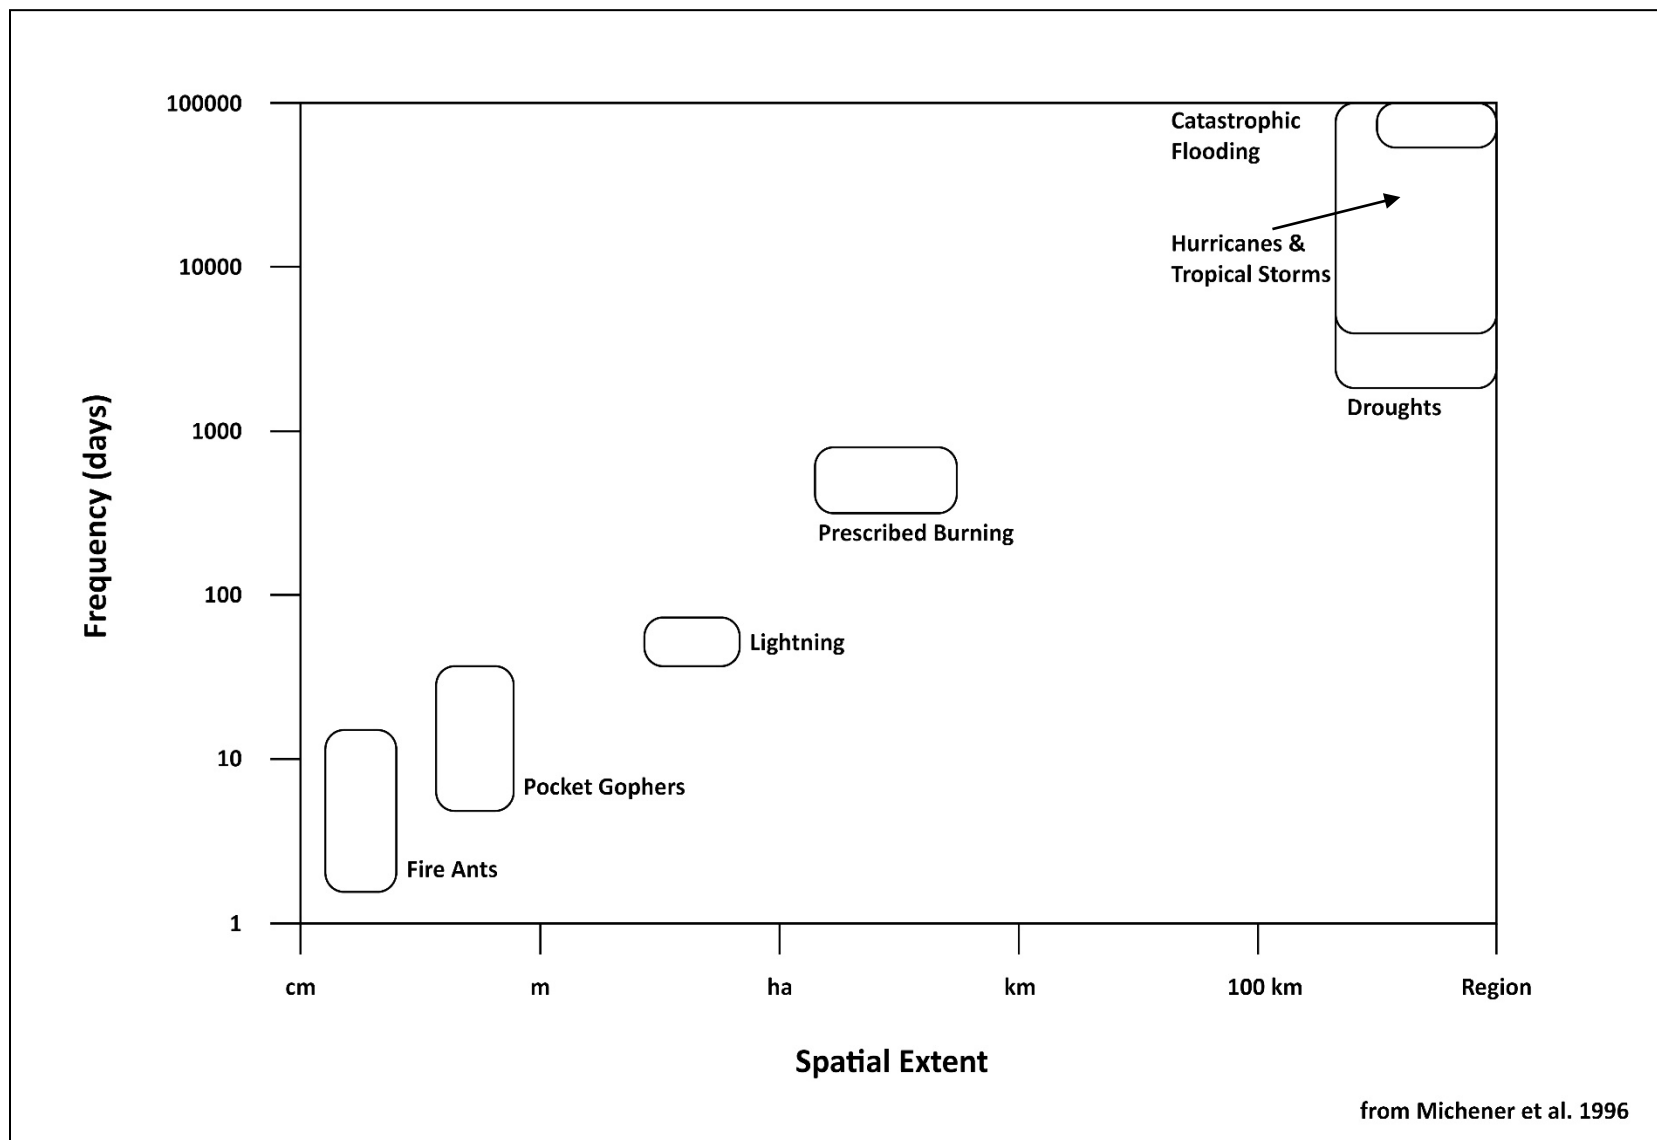 100000
10000
1000
100
10
1
Frequency (days)
Catastrophic
Flooding
Hurricanes &
Tropical Storms
Droughts
Prescribed Burning
Lightning
Pocket Gophers
Fire Ants
cm
m
ha
km
100 km
Region
Spatial Extent
from Michener et al. 1996